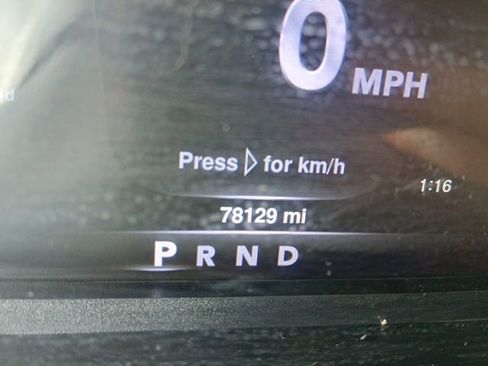 0 MPH
Press ▷ for km/h
1:16
78129 mi
P R N D